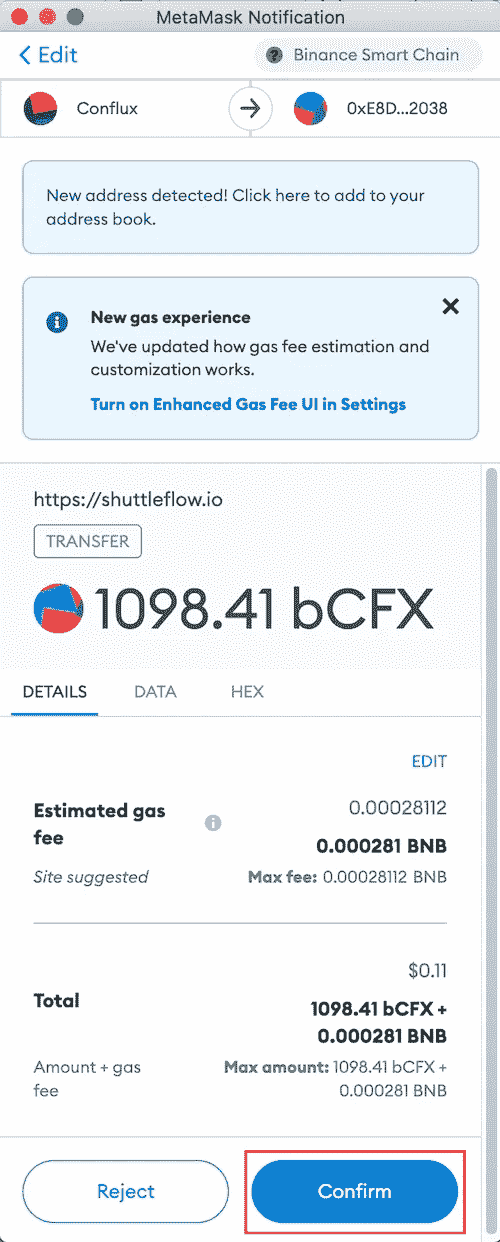 MetaMask Notification
Edit
Binance Smart Chain
Conflux
0xE8D...2038
New address detected! Click here to add to your
address book.
New gas experience
We've updated how gas fee estimation and
customization works.
Turn on Enhanced Gas Fee UI in Settings
https://shuttleflow.io
TRANSFER
1098.41 bCFX
DETAILS
DATA
HEX
EDIT
Estimated gas
fee
0.00028112
0.000281 BNB
Site suggested
Max fee: 0.00028112 BNB
$0.11
Total
1098.41 bCFX +
0.000281 BNB
Amount + gas
fee
Max amount: 1098.41 bCFX +
0.000281 BNB
Reject
Confirm